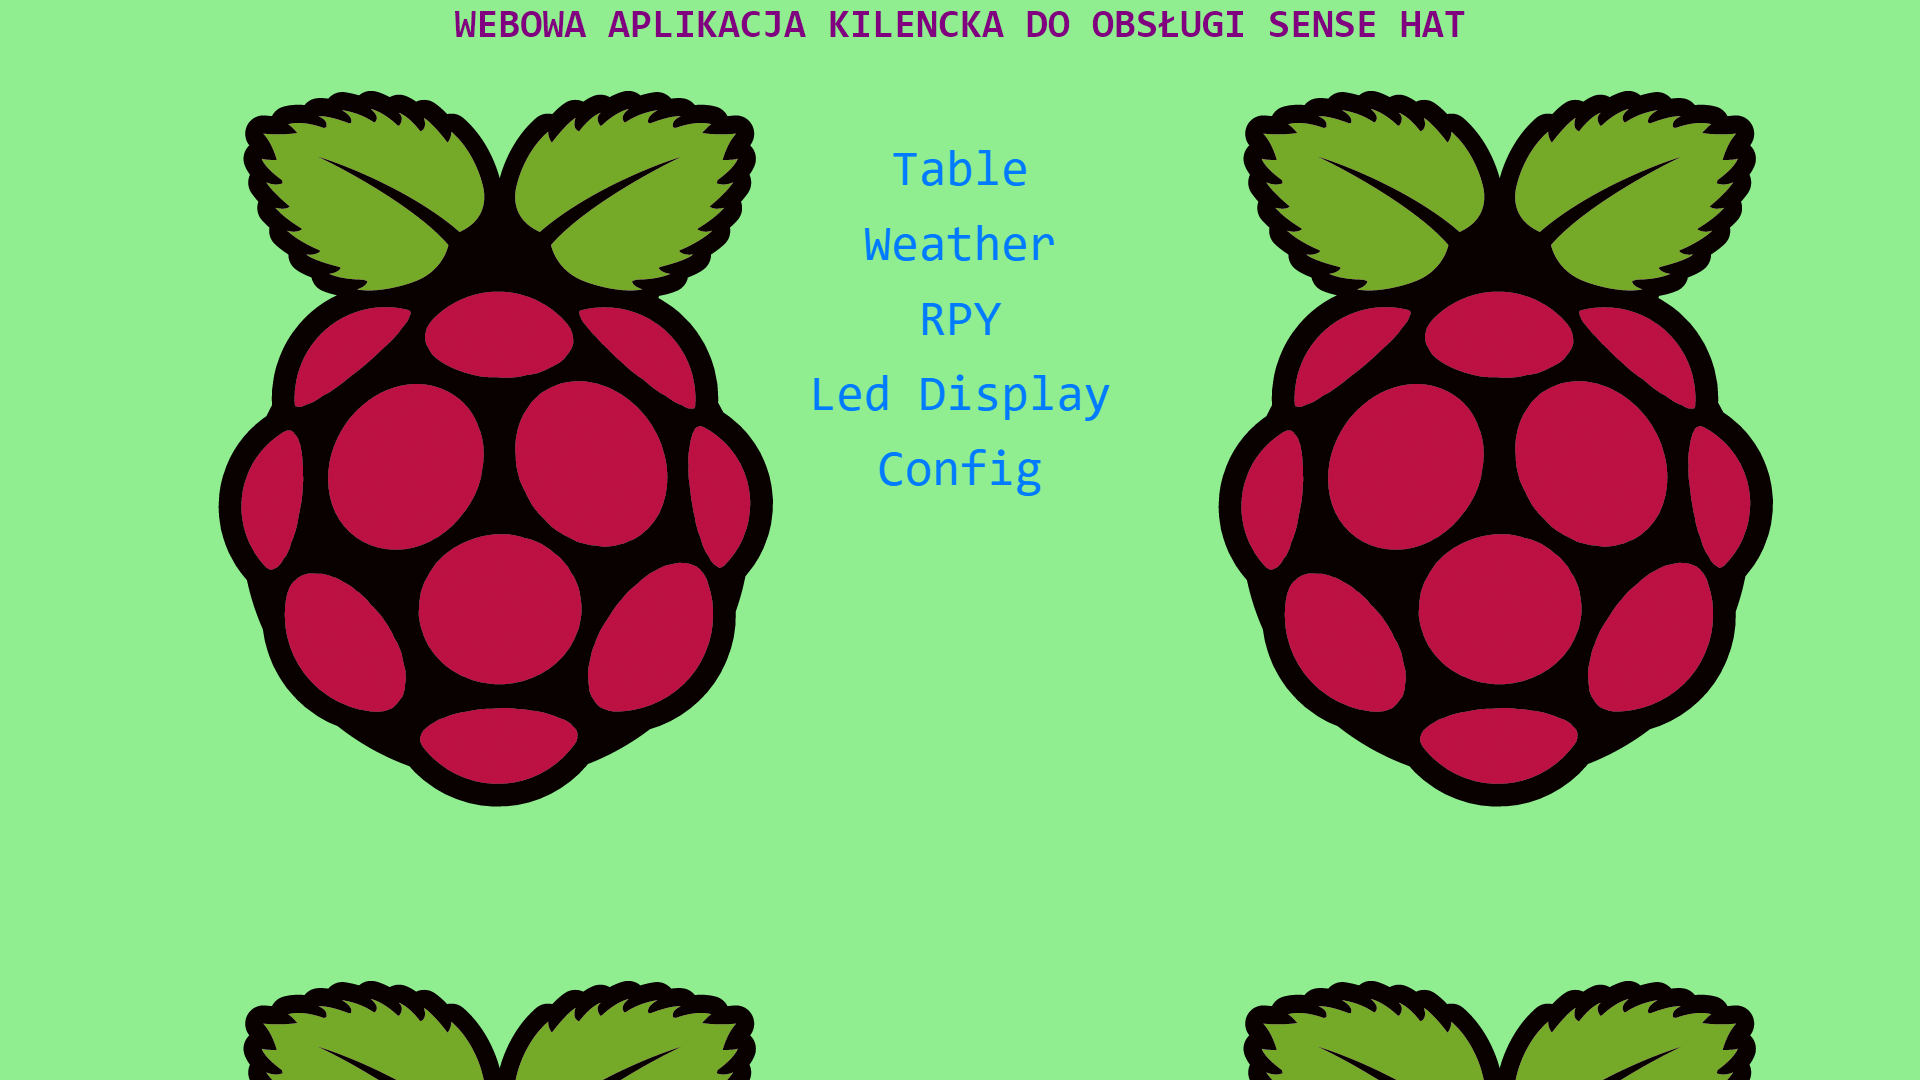 WEBOWA APLIKACJA KILENCKA DO OBSŁUGI SENSE HAT
Table
Weather
RPY
Led Display
Config